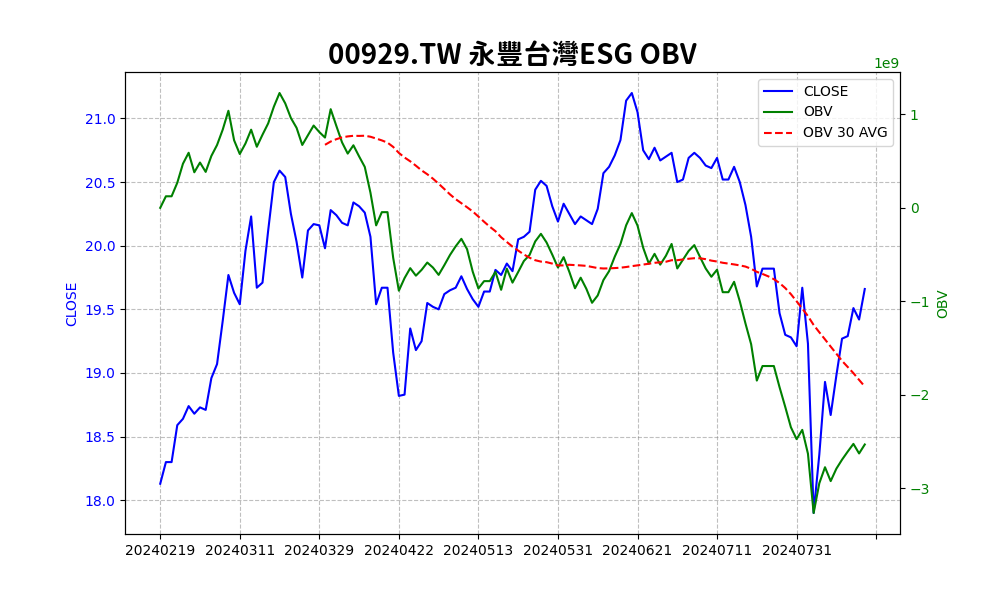 00929.TW 永豐台灣ESG OBV
1e9
CLOSE
OBV
OBV 30 AVG
21.0
20.5
20.0
19.5
19.0
18.5
18.0
CLOSE
1
0
−1
−2
−3
OBV
20240219 20240311 20240329 20240422 20240513 20240531 20240621 20240711 20240731